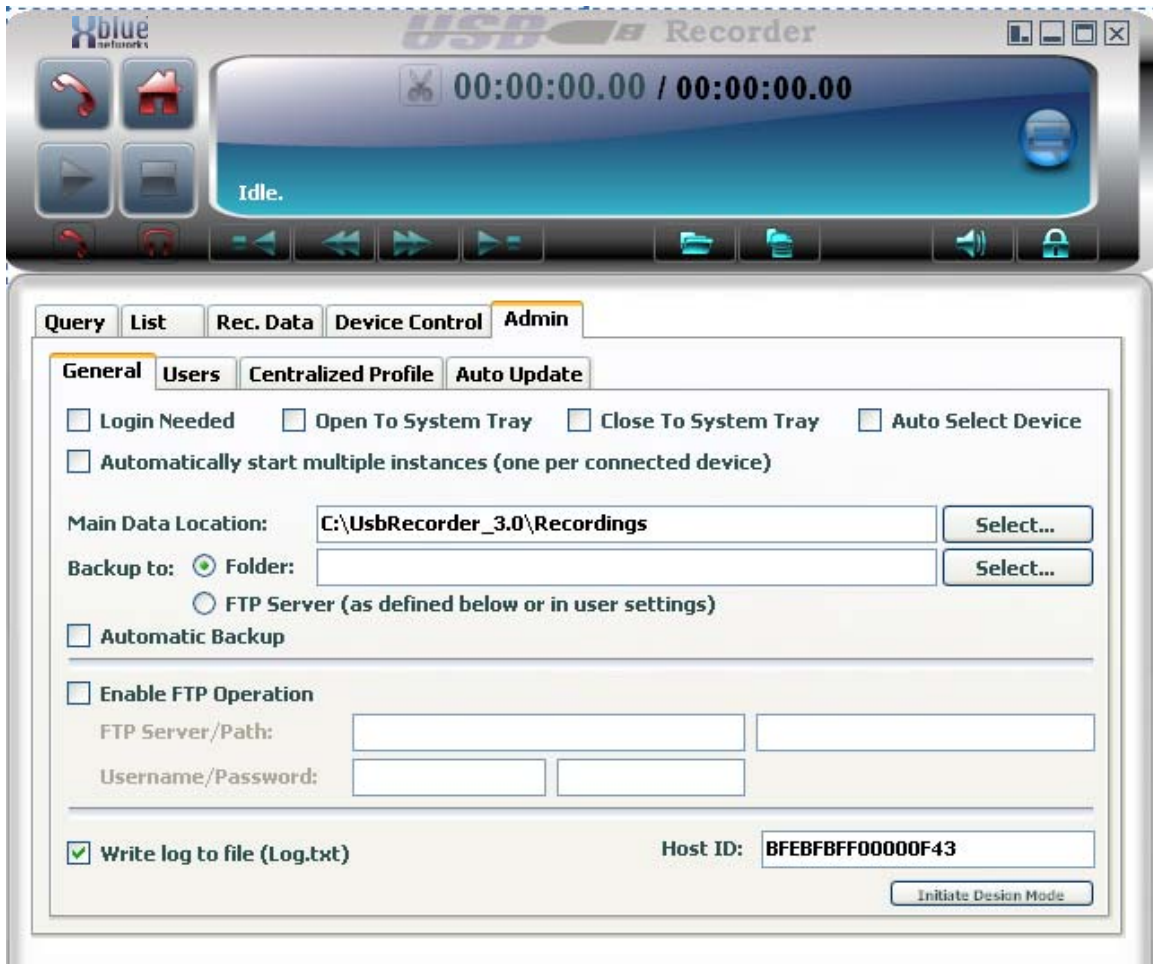 Xblue
networks
USB Recorder
00:00:00.00 / 00:00:00.00
Idle.
Query List Rec. Data Device Control Admin
General Users Centralized Profile Auto Update
Login Needed Open To System Tray Close To System Tray Auto Select Device
Automatically start multiple instances (one per connected device)
Main Data Location: C:\UsbRecorder_3.0\Recordings Select...
Backup to: Folder: Select...
FTP Server (as defined below or in user settings)
Automatic Backup
Enable FTP Operation
FTP Server/Path:
Username/Password:
Write log to file (Log.txt) Host ID: BFEBFBFF00000F43
Initiate Design Mode